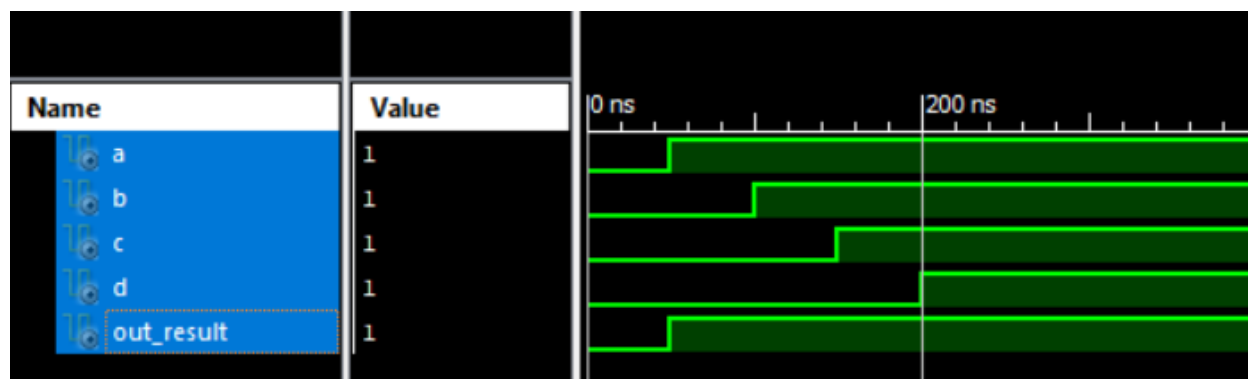 Name Value 0 ns 200 ns
a 1
b 1
c 1
d 1
out_result 1